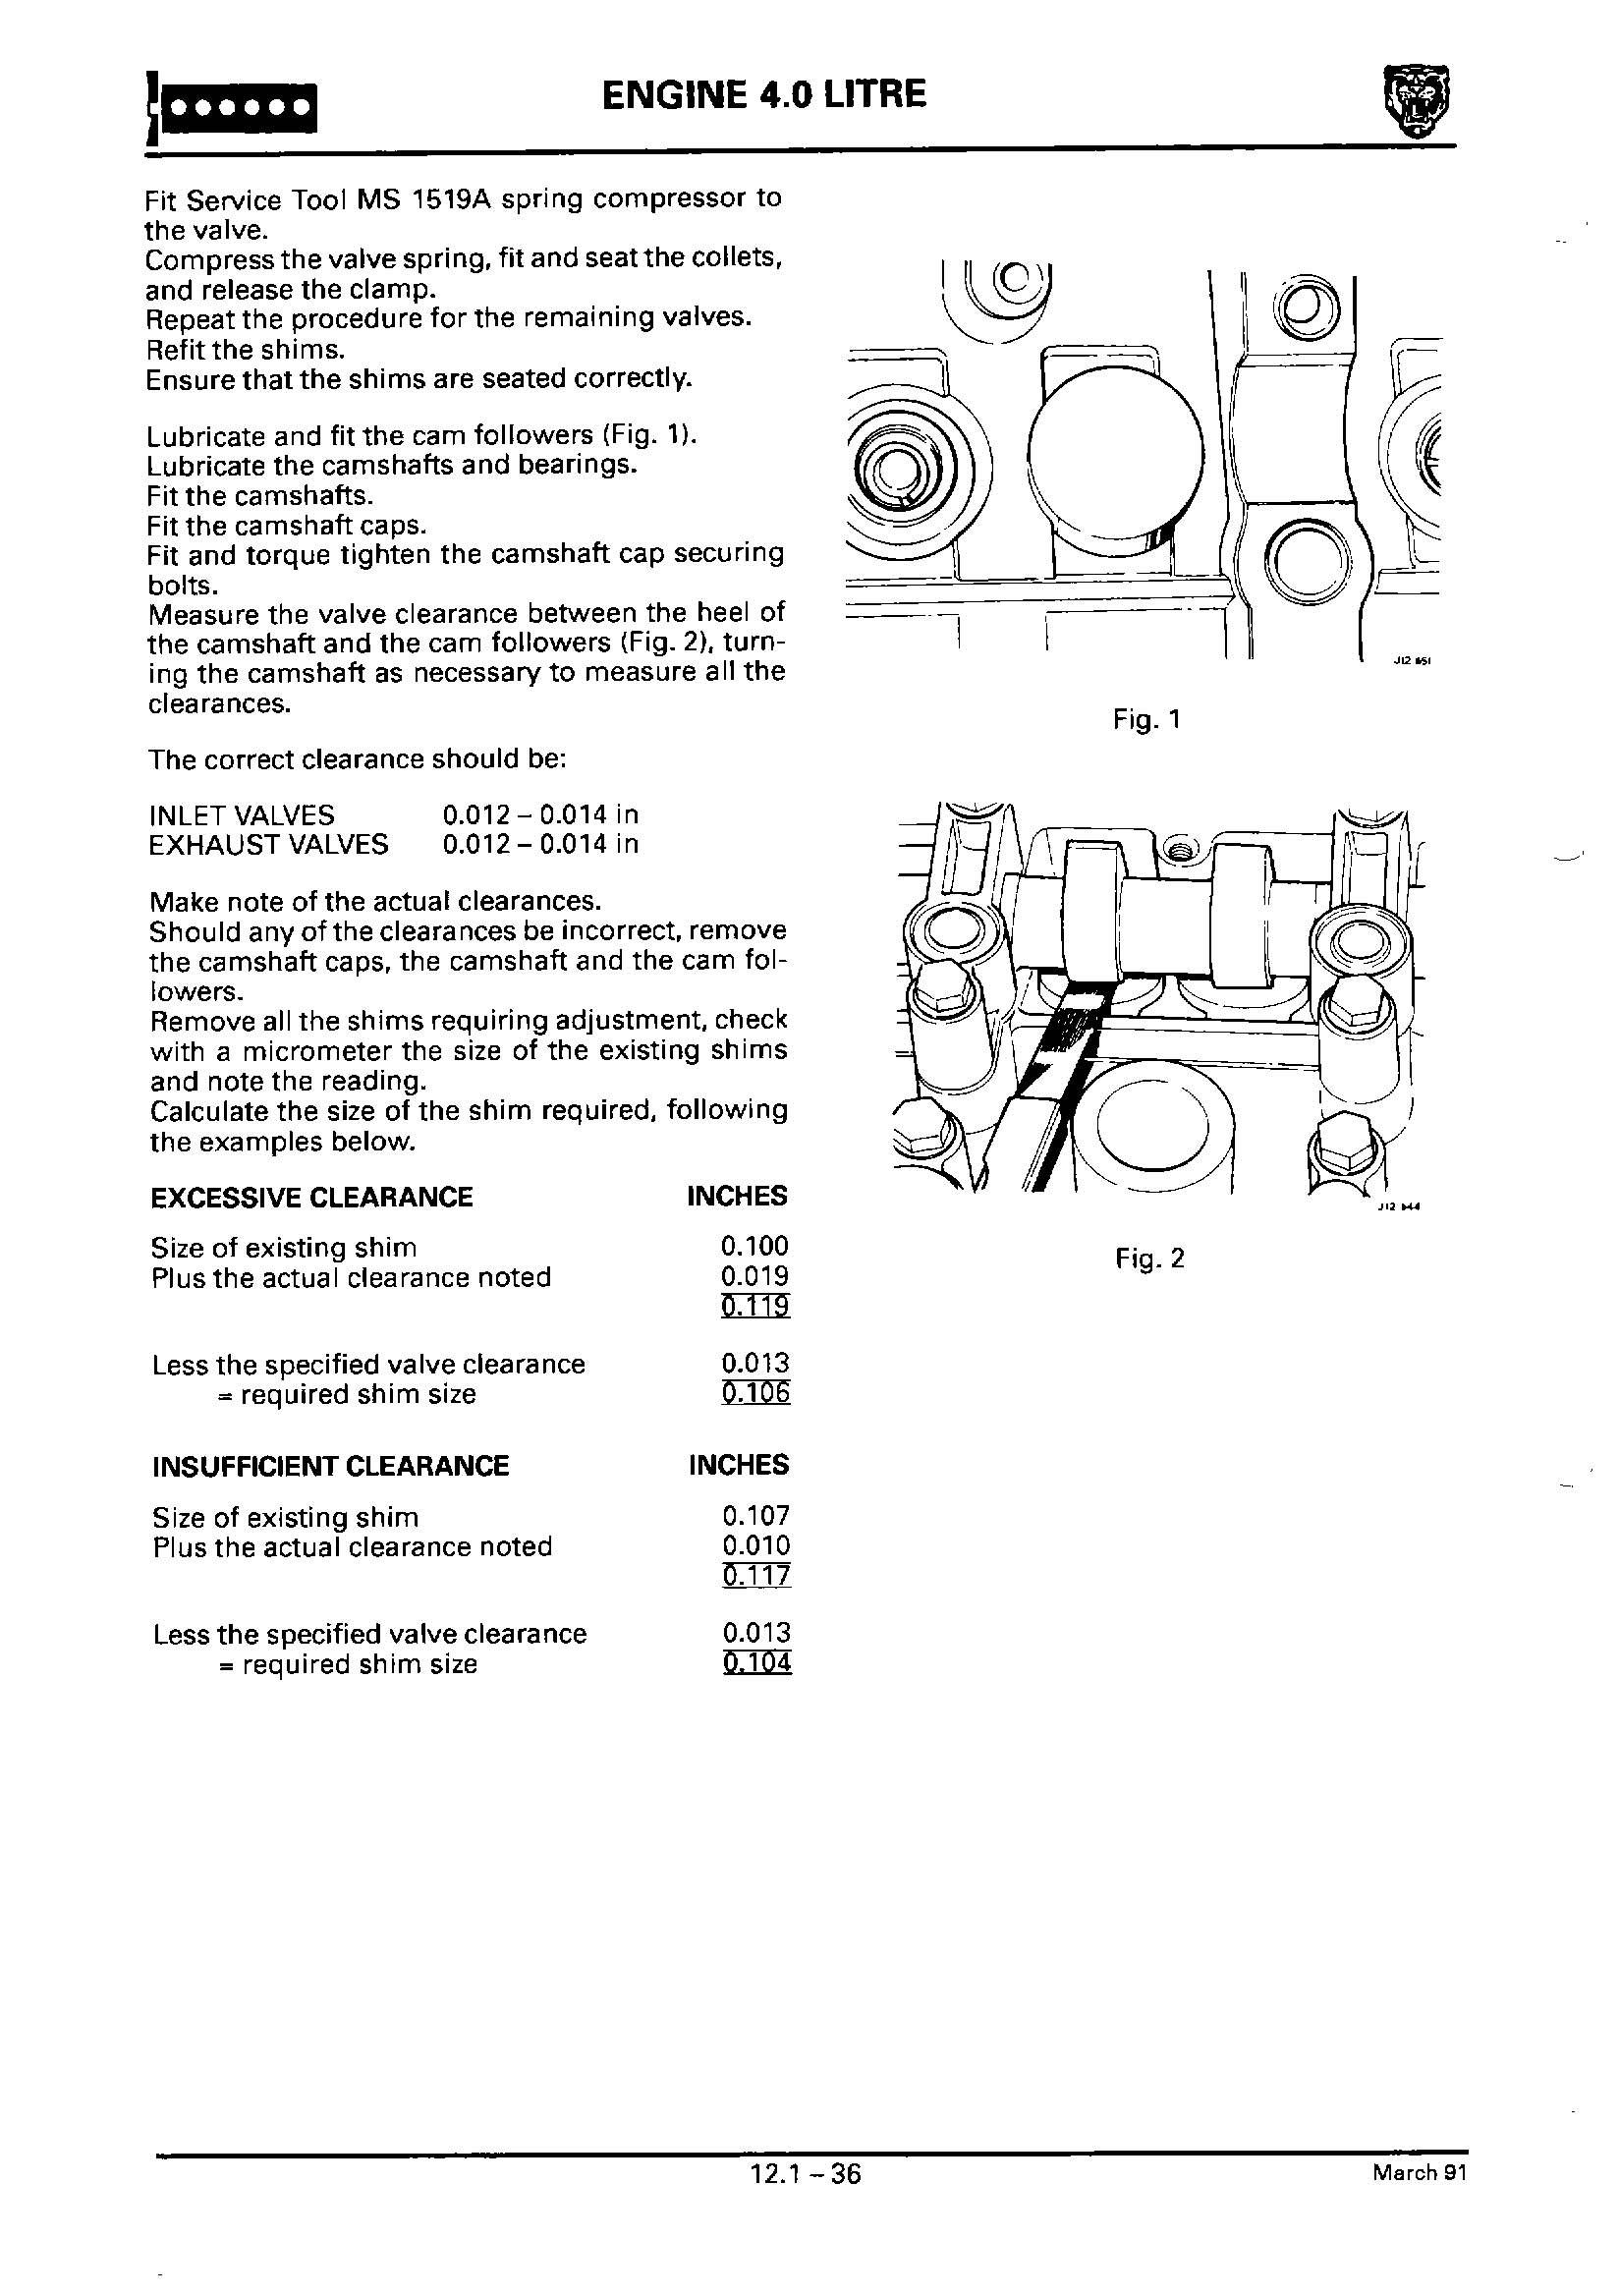 ENGINE 4.0 LITRE
Fit Service Tool MS 1519A spring compressor to
the valve.
Compress the valve spring, fit and seat the collets,
and release the clamp.
Repeat the procedure for the remaining valves.
Refit the shims.
Ensure that the shims are seated correctly.
Lubricate and fit the cam followers (Fig. 1).
Lubricate the camshafts and bearings.
Fit the camshafts.
Fit the camshaft caps.
Fit and torque tighten the camshaft cap securing
bolts.
Measure the valve clearance between the heel of
the camshaft and the cam followers (Fig. 2), turn-
ing the camshaft as necessary to measure all the
clearances.
The correct clearance should be:
INLET VALVES 0.012 – 0.014 in
EXHAUST VALVES 0.012 – 0.014 in
Make note of the actual clearances.
Should any of the clearances be incorrect, remove
the camshaft caps, the camshaft and the cam fol-
lowers.
Remove all the shims requiring adjustment, check
with a micrometer the size of the existing shims
and note the reading.
Calculate the size of the shim required, following
the examples below.
EXCESSIVE CLEARANCE INCHES
Size of existing shim 0.100
Plus the actual clearance noted 0.019
0.119
Less the specified valve clearance 0.013
= required shim size 0.106
INSUFFICIENT CLEARANCE INCHES
Size of existing shim 0.107
Plus the actual clearance noted 0.010
0.117
Less the specified valve clearance 0.013
= required shim size 0.104
J12
Fig. 1
J12
Fig. 2
12.1 – 36
March 91